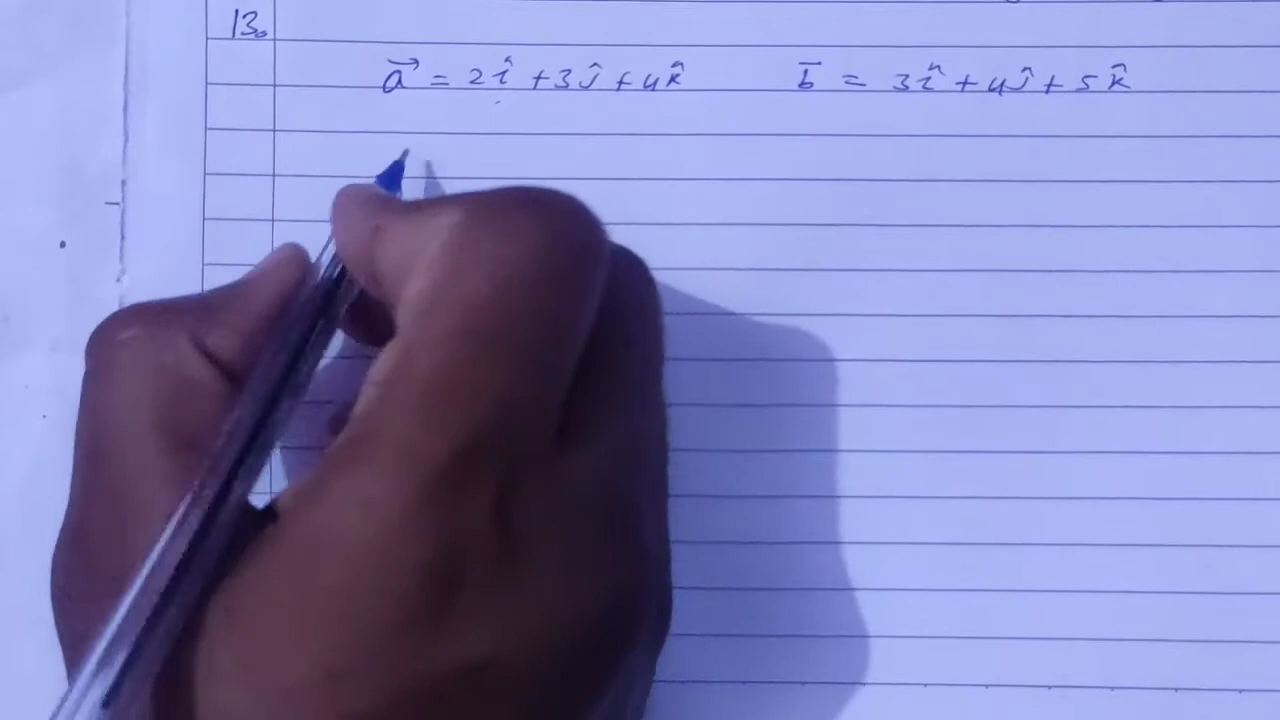 13.
a⃗ = 2î + 3ĵ + 4k̂ b̄ = 3î + 4ĵ + 5k̂